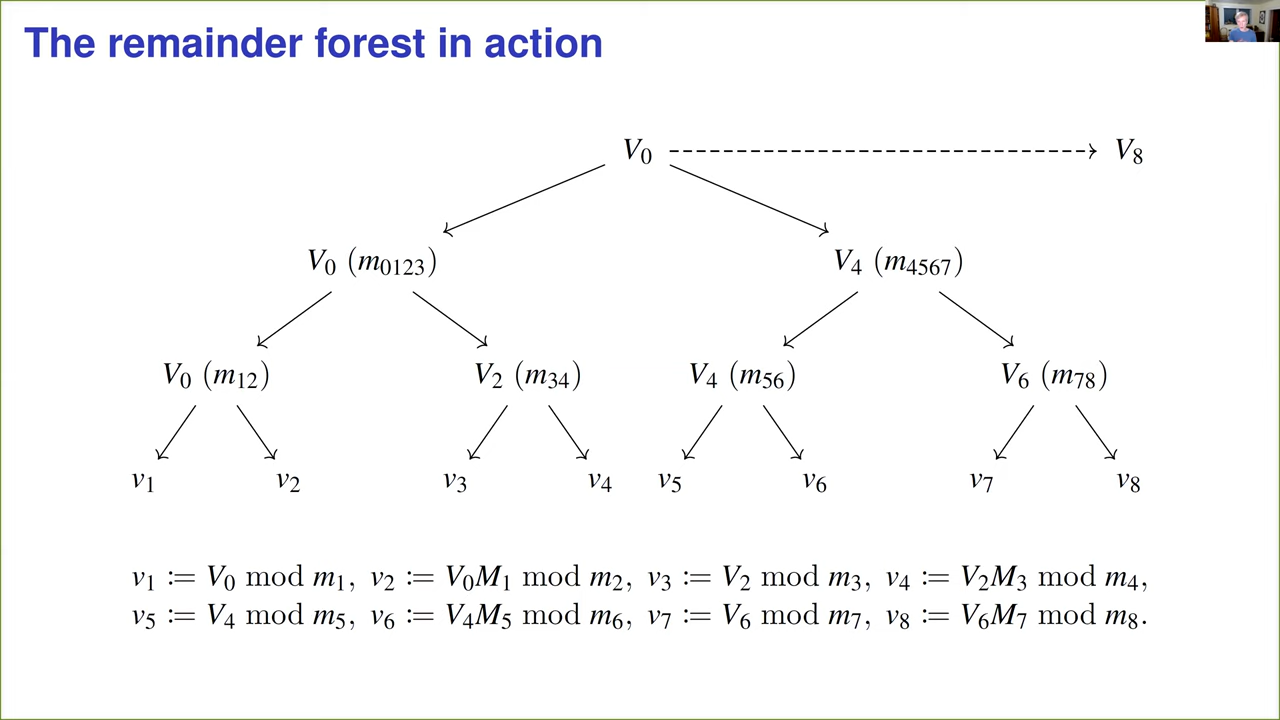 The remainder forest in action
V₀ V₈
V₀ (m₀₁₂₃) V₄ (m₄₅₆₇)
V₀ (m₁₂) V₂ (m₃₄) V₄ (m₅₆) V₆ (m₇₈)
v₁ v₂ v₃ v₄ v₅ v₆ v₇ v₈
v₁ := V₀ mod m₁, v₂ := V₀M₁ mod m₂, v₃ := V₂ mod m₃, v₄ := V₂M₃ mod m₄,
v₅ := V₄ mod m₅, v₆ := V₄M₅ mod m₆, v₇ := V₆ mod m₇, v₈ := V₆M₇ mod m₈.